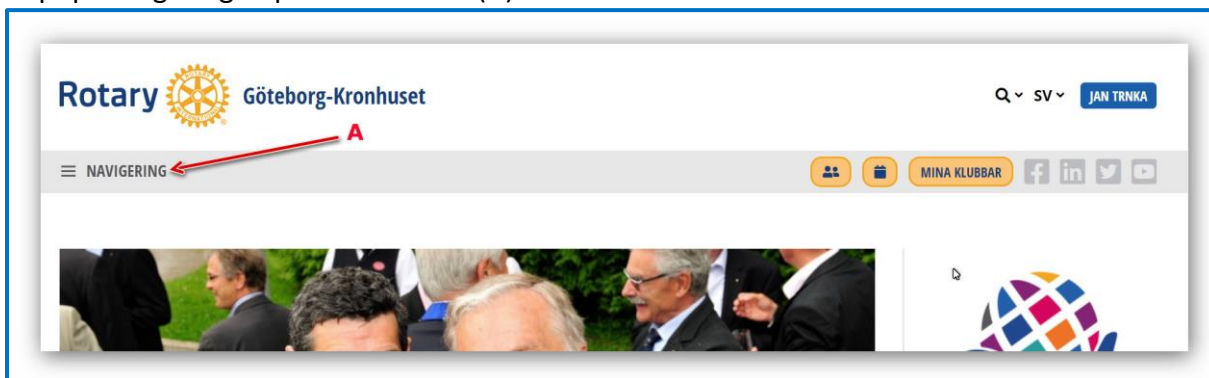 Rotary Göteborg-Kronhuset SV JAN TRNKA
A
NAVIGERING MINA KLUBBAR